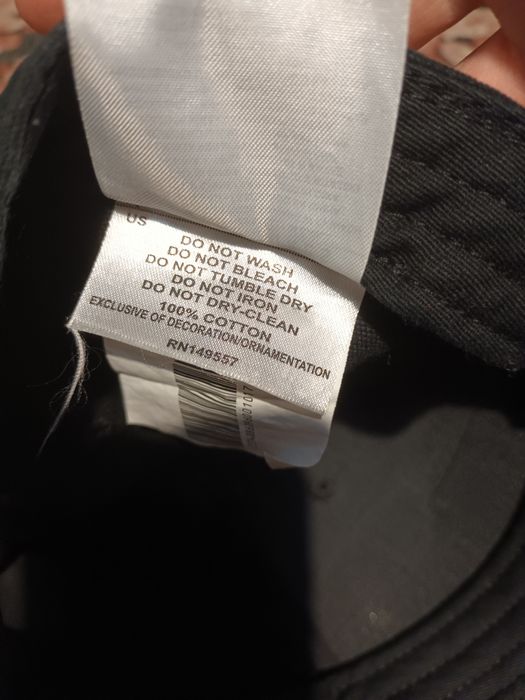 US
DO NOT WASH
DO NOT BLEACH
DO NOT TUMBLE DRY
DO NOT IRON
DO NOT DRY-CLEAN
100% COTTON
EXCLUSIVE OF DECORATION/ORNAMENTATION
RN149557